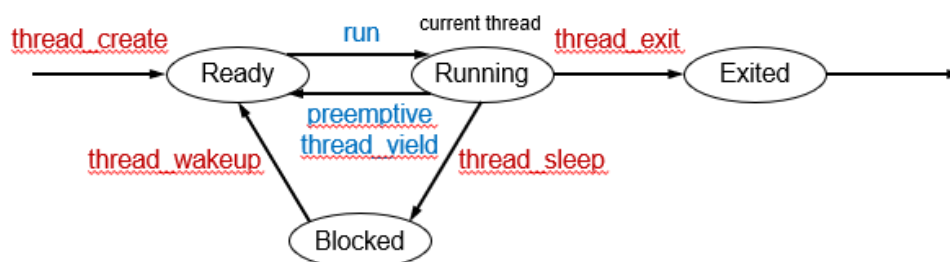 current thread
thread_create
run
thread_exit
Ready
Running
Exited
preemptive
thread_yield
thread_wakeup
thread_sleep
Blocked